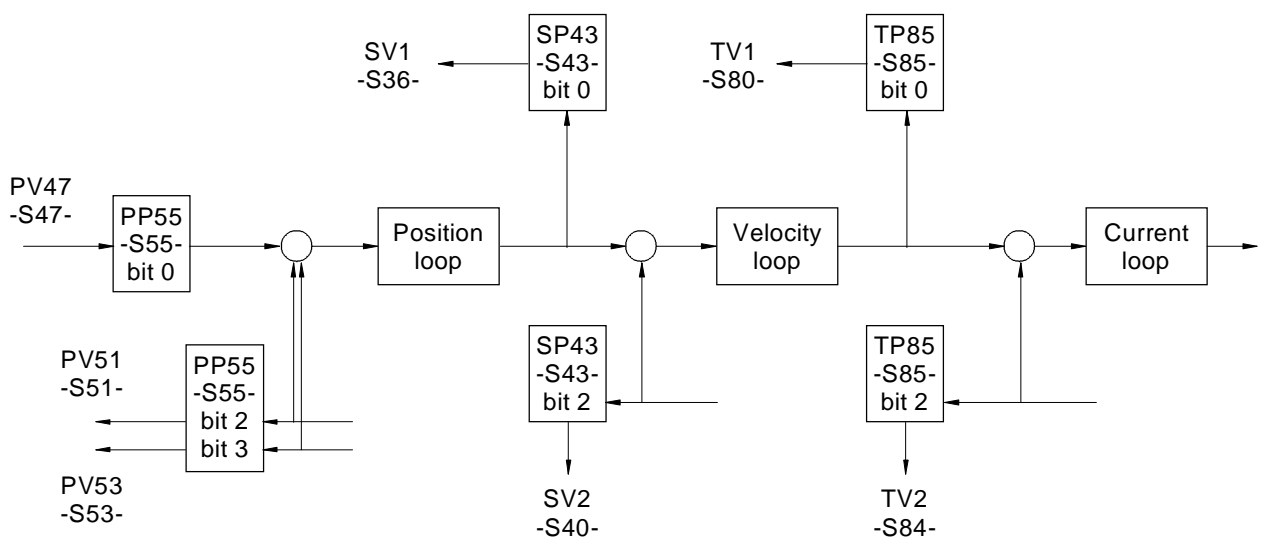 SV1
-S36-
SP43
-S43-
bit 0
TV1
-S80-
TP85
-S85-
bit 0
PV47
-S47-
PP55
-S55-
bit 0
Position
loop
Velocity
loop
Current
loop
PV51
-S51-
PP55
-S55-
bit 2
bit 3
PV53
-S53-
SP43
-S43-
bit 2
SV2
-S40-
TP85
-S85-
bit 2
TV2
-S84-